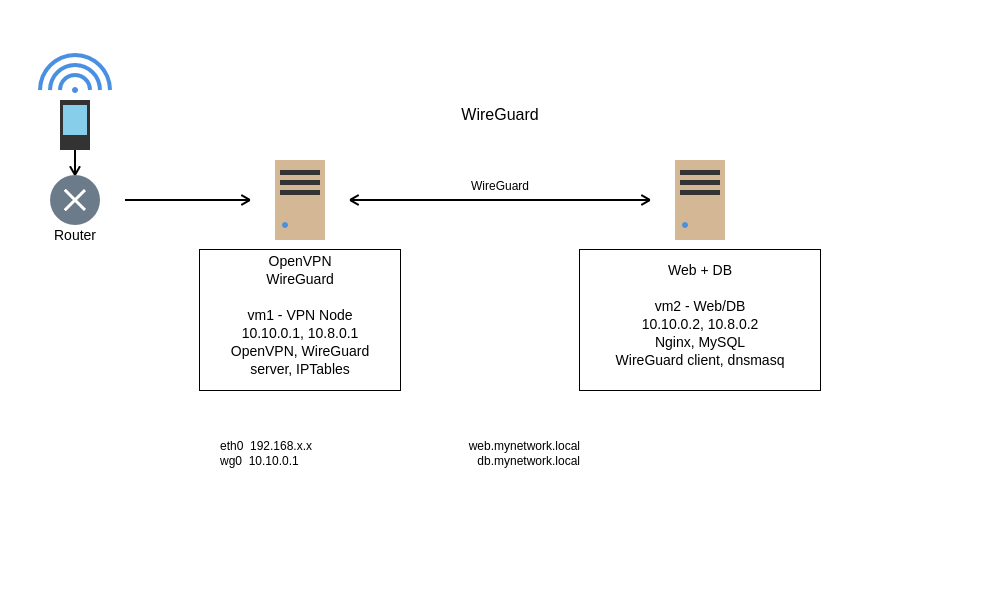 WireGuard
WireGuard
Router
OpenVPN
WireGuard
vm1 - VPN Node
10.10.0.1, 10.8.0.1
OpenVPN, WireGuard
server, IPTables
Web + DB
vm2 - Web/DB
10.10.0.2, 10.8.0.2
Nginx, MySQL
WireGuard client, dnsmasq
eth0  192.168.x.x
wg0  10.10.0.1
web.mynetwork.local
db.mynetwork.local